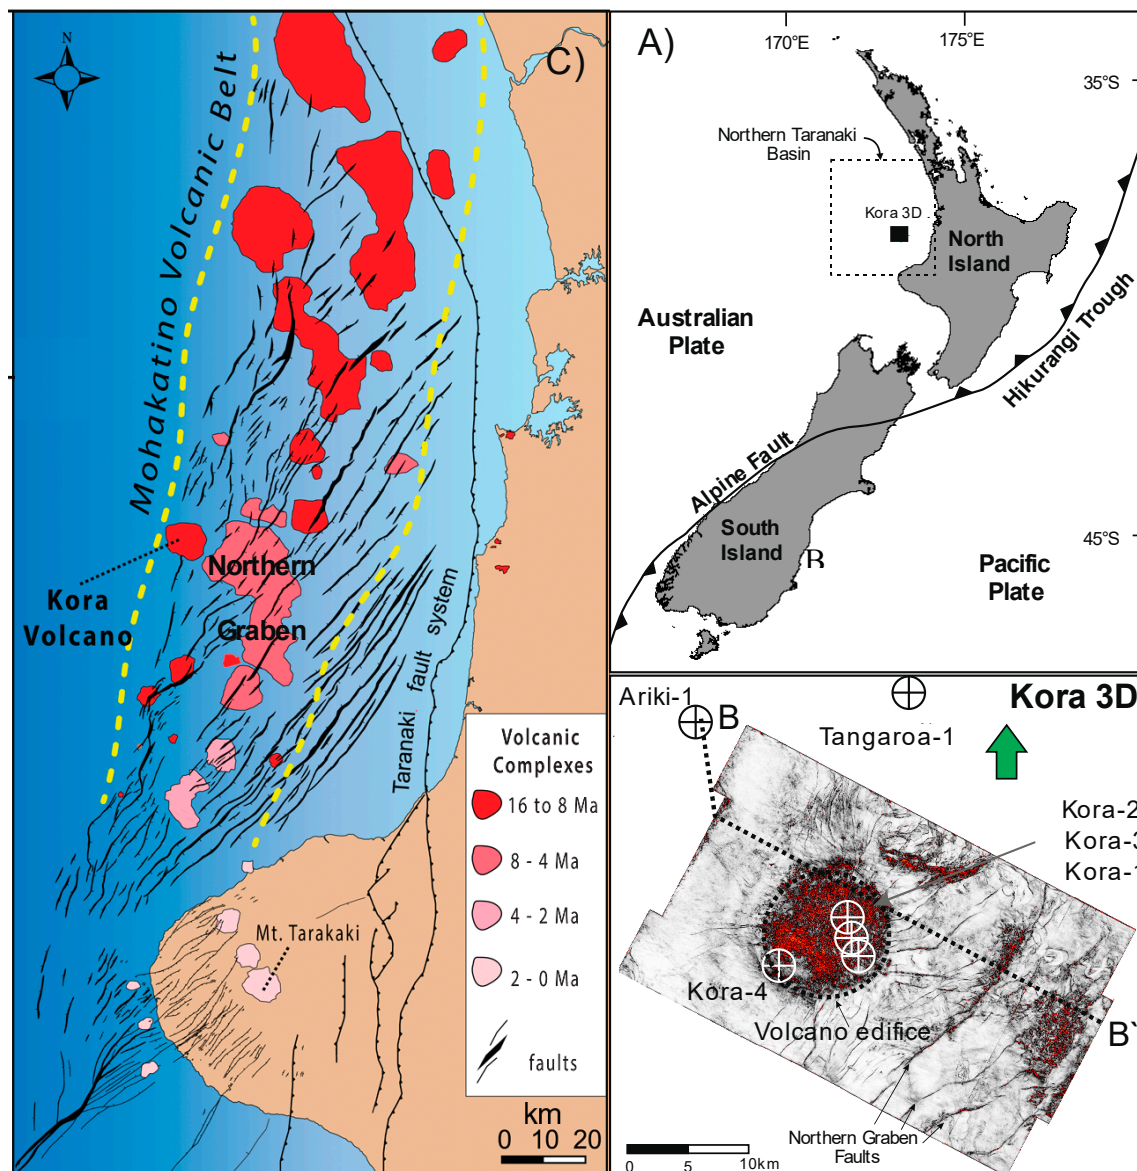 N
C)
Mohakatino Volcanic Belt
Kora
Volcano
Northern
Graben
Taranaki fault system
Mt. Tarakaki
Volcanic
Complexes
16 to 8 Ma
8 - 4 Ma
4 - 2 Ma
2 - 0 Ma
faults
km
0 10 20
A)
170°E
175°E
35°S
Northern Taranaki
Basin
Kora 3D
North
Island
Australian
Plate
Hikurangi Trough
Alpine Fault
South
Island
B
45°S
Pacific
Plate
Ariki-1
B
Kora 3D
Tangaroa-1
Kora-2
Kora-3
Kora-1
Kora-4
Volcano edifice
B`
Northern Graben
Faults
0 5 10km